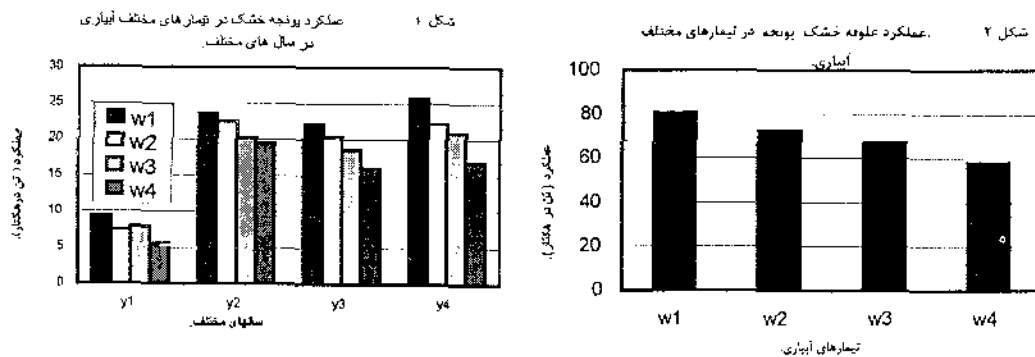 شکل ۱ عملکرد یونجه خشک در تیمارهای مختلف آبیاری
در سال های مختلف.
30
25
20
15
10
5
0
w1
w2
w3
w4
عملکرد (تن در هکتار).
y1 y2 y3 y4
سالهای مختلف.
شکل ۲ .عملکرد علوفه خشک یونجه در تیمارهای مختلف
آبیاری.
100
80
60
40
20
0
عملکرد (تن در هکتار).
w1 w2 w3 w4
تیمارهای آبیاری.